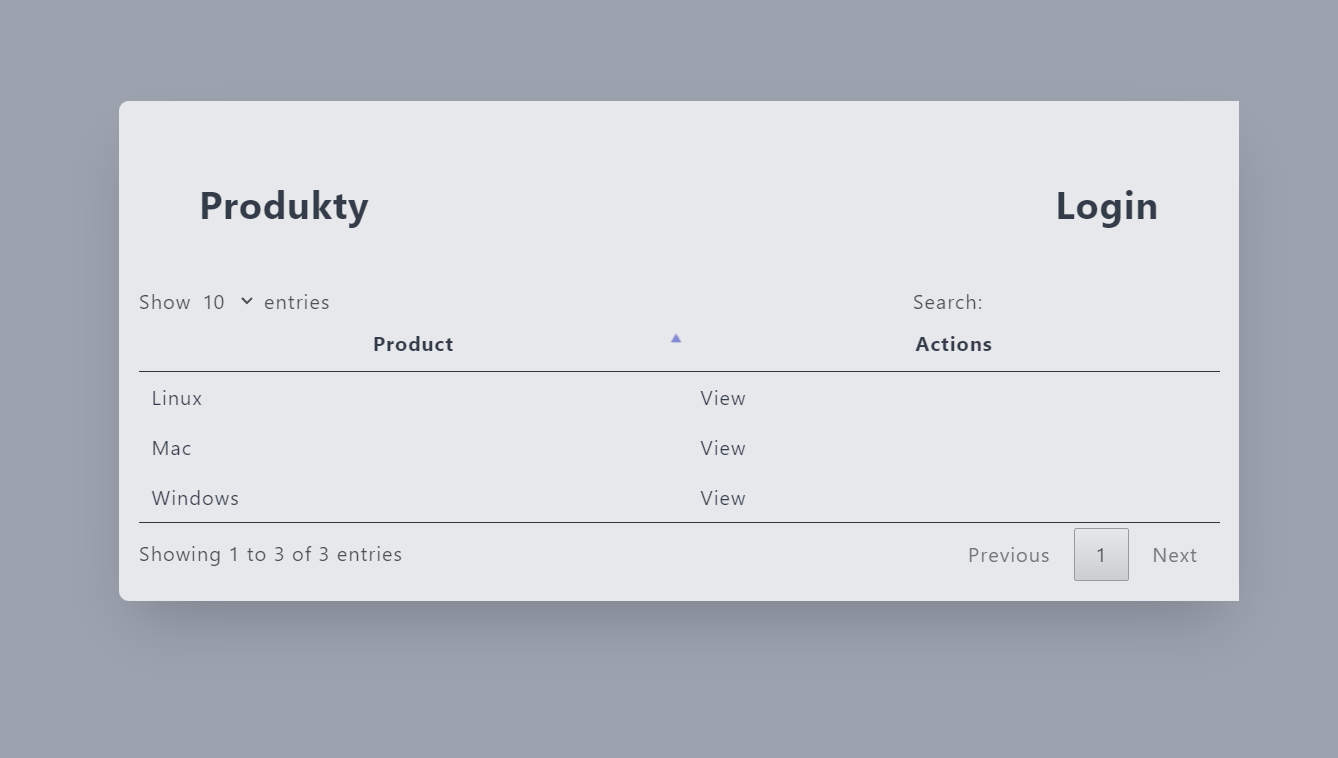 Produkty Login
Show 10 entries Search:
Product Actions
Linux View
Mac View
Windows View
Showing 1 to 3 of 3 entries Previous 1 Next